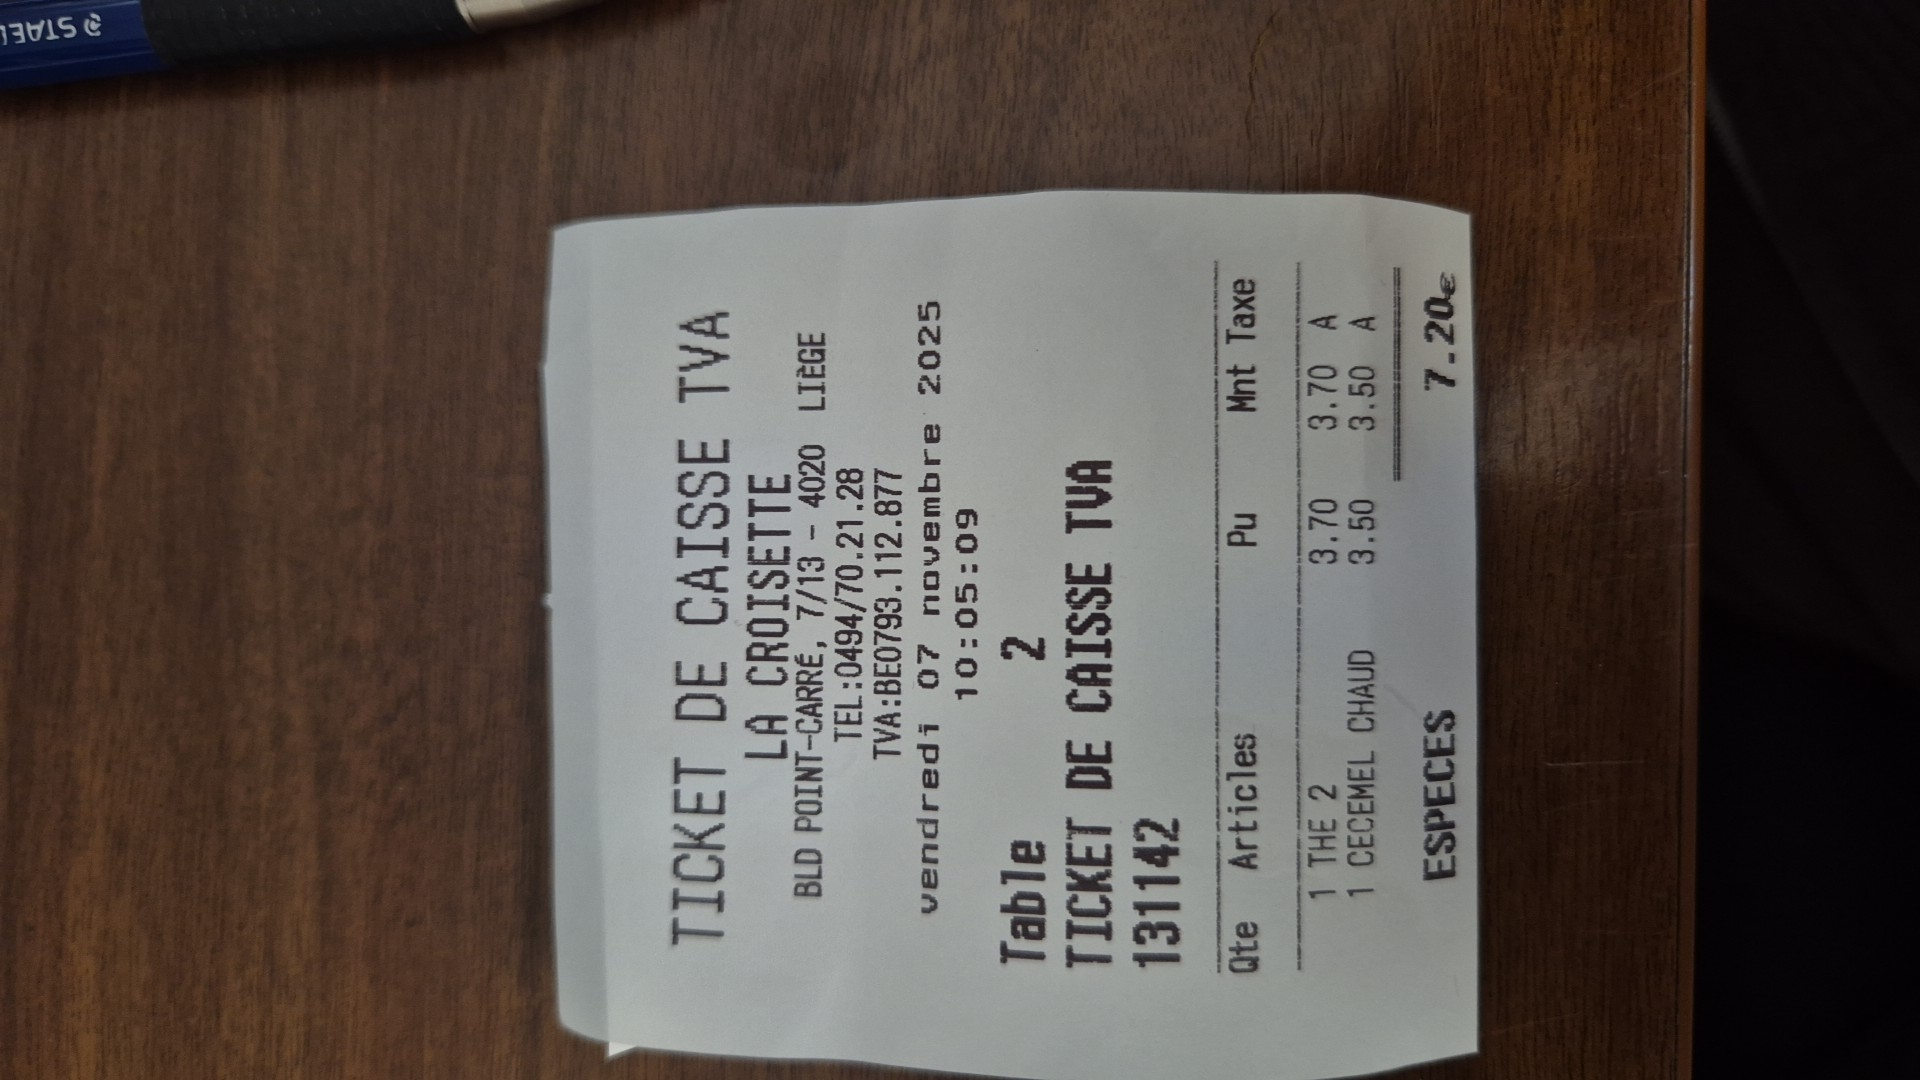 STAED
TICKET DE CAISSE TVA
LA CROISETTE
BLD POINT-CARRÉ, 7/13 - 4020 LIÈGE
TEL:0494/70.21.28
TVA:BE0793.112.877
vendredi 07 novembre 2025
10:05:09
Table 2
TICKET DE CAISSE TVA
131142
Qte Articles Pu Mnt Taxe
1 THE 2 3.70 3.70 A
1 CECEMEL CHAUD 3.50 3.50 A
ESPECES 7.20€